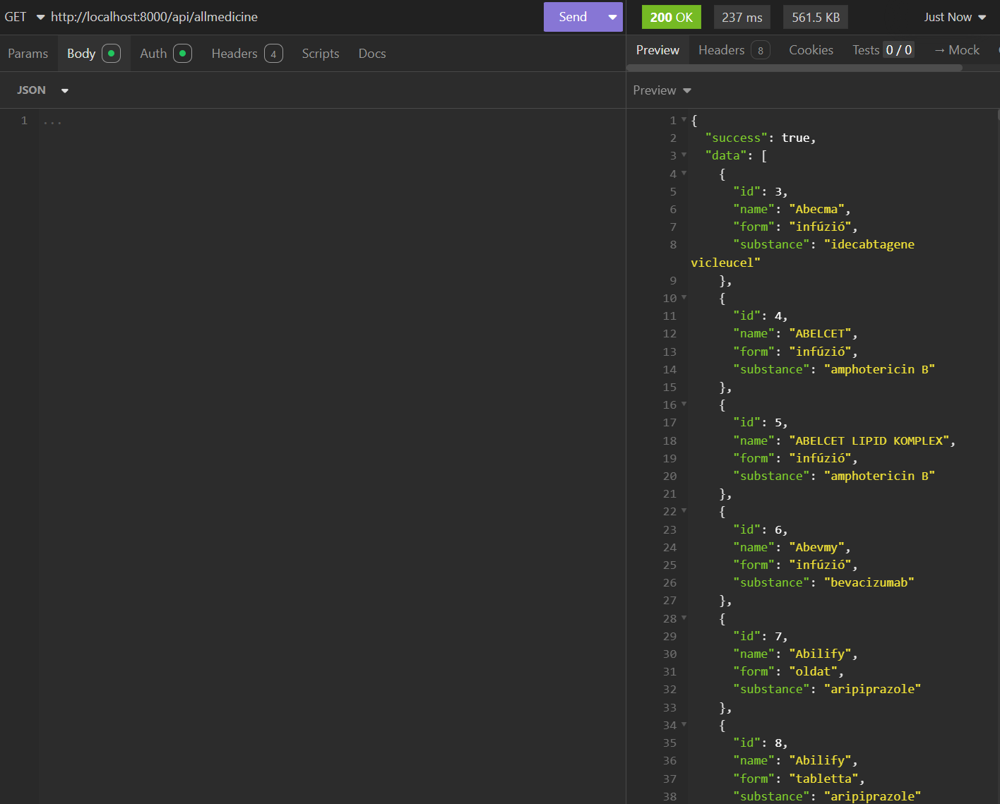 GET http://localhost:8000/api/allmedicine Send 200 OK 237 ms 561.5 KB Just Now
Params Body Auth Headers 4 Scripts Docs
Preview Headers 8 Cookies Tests 0 / 0 → Mock
JSON
Preview
1 ...
1 {
2 "success": true,
3 "data": [
4 {
5 "id": 3,
6 "name": "Abecma",
7 "form": "infúzió",
8 "substance": "idecabtagene
vicleucel"
9 },
10 {
11 "id": 4,
12 "name": "ABELCET",
13 "form": "infúzió",
14 "substance": "amphotericin B"
15 },
16 {
17 "id": 5,
18 "name": "ABELCET LIPID KOMPLEX",
19 "form": "infúzió",
20 "substance": "amphotericin B"
21 },
22 {
23 "id": 6,
24 "name": "Abevmy",
25 "form": "infúzió",
26 "substance": "bevacizumab"
27 },
28 {
29 "id": 7,
30 "name": "Abilify",
31 "form": "oldat",
32 "substance": "aripiprazole"
33 },
34 {
35 "id": 8,
36 "name": "Abilify",
37 "form": "tabletta",
38 "substance": "aripiprazole"